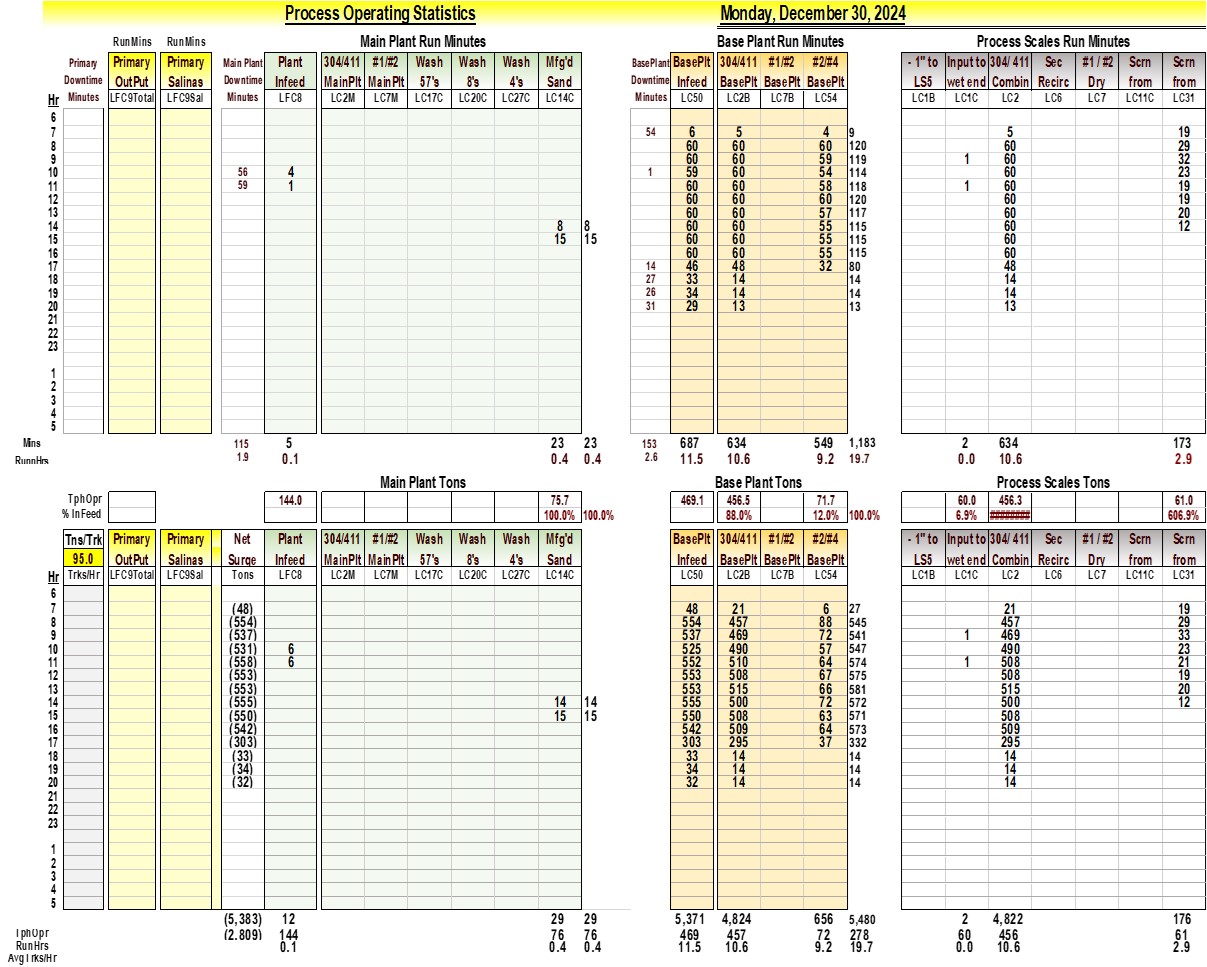 Process Operating Statistics Monday, December 30, 2024
RunMins RunMins Main Plant Run Minutes Base Plant Run Minutes Process Scales Run Minutes
Primary Primary Primary Main Plant Plant 304/411 #1/#2 Wash Wash Wash Mfg'd BasePlant BasePlt 304/411 #1/#2 #2/#4 - 1" to Input to 304/ 411 Sec #1 / #2 Scrn Scrn
Downtime OutPut Salinas Downtime Infeed MainPlt MainPlt 57's 8's 4's Sand Downtime Infeed BasePlt BasePlt BasePlt LS5 wet end Combin Recirc Dry from from
Hr Minutes LFC9Total LFC9Sal Minutes LFC8 LC2M LC7M LC17C LC20C LC27C LC14C Minutes LC50 LC2B LC7B LC54 LC1B LC1C LC2 LC6 LC7 LC11C LC31
6
7 54 6 5 4 9 5 19
8 60 60 60 120 60 29
9 60 60 59 119 1 60 32
10 56 4 1 59 60 54 114 60 23
11 59 1 60 60 58 118 1 60 19
12 60 60 60 120 60 19
13 60 60 57 117 60 20
14 8 8 60 60 55 115 60 12
15 15 15 60 60 55 115 60
16 60 60 55 115 60
17 14 46 48 32 80 48
18 27 33 14 14 14
19 26 34 14 14 14
20 31 29 13 13 13
21
22
23
1
2
3
4
5
Mins 115 5 23 23 153 687 634 549 1,183 2 634 173
RunnHrs 1.9 0.1 0.4 0.4 2.6 11.5 10.6 9.2 19.7 0.0 10.6 2.9
Main Plant Tons Base Plant Tons Process Scales Tons
TphOpr 144.0 75.7 469.1 456.5 71.7 60.0 456.3 61.0
% InFeed 100.0% 100.0% 88.0% 12.0% 100.0% 6.9% ######## 606.9%
Tns/Trk Primary Primary Net Plant 304/411 #1/#2 Wash Wash Wash Mfg'd BasePlt 304/411 #1/#2 #2/#4 - 1" to Input to 304/ 411 Sec #1 / #2 Scrn Scrn
95.0 OutPut Salinas Surge Infeed MainPlt MainPlt 57's 8's 4's Sand Infeed BasePlt BasePlt BasePlt LS5 wet end Combin Recirc Dry from from
Hr Trks/Hr LFC9Total LFC9Sal Tons LFC8 LC2M LC7M LC17C LC20C LC27C LC14C LC50 LC2B LC7B LC54 LC1B LC1C LC2 LC6 LC7 LC11C LC31
6
7 (48) 48 21 6 27 21 19
8 (554) 554 457 88 545 457 29
9 (537) 537 469 72 541 1 469 33
10 (531) 6 525 490 57 547 490 23
11 (558) 6 552 510 64 574 1 508 21
12 (553) 553 508 67 575 508 19
13 (553) 553 515 66 581 515 20
14 (555) 14 14 555 500 72 572 500 12
15 (550) 15 15 550 508 63 571 508
16 (542) 542 509 64 573 509
17 (303) 303 295 37 332 295
18 (33) 33 14 14 14
19 (34) 34 14 14 14
20 (32) 32 14 14 14
21
22
23
1
2
3
4
5
(5,383) 12 29 29 5,371 4,824 656 5,480 2 4,822 176
TphOpr (2.809) 144 76 76 469 457 72 278 60 456 61
RunHrs 0.1 0.4 0.4 11.5 10.6 9.2 19.7 0.0 10.6 2.9
Avg Trks/Hr